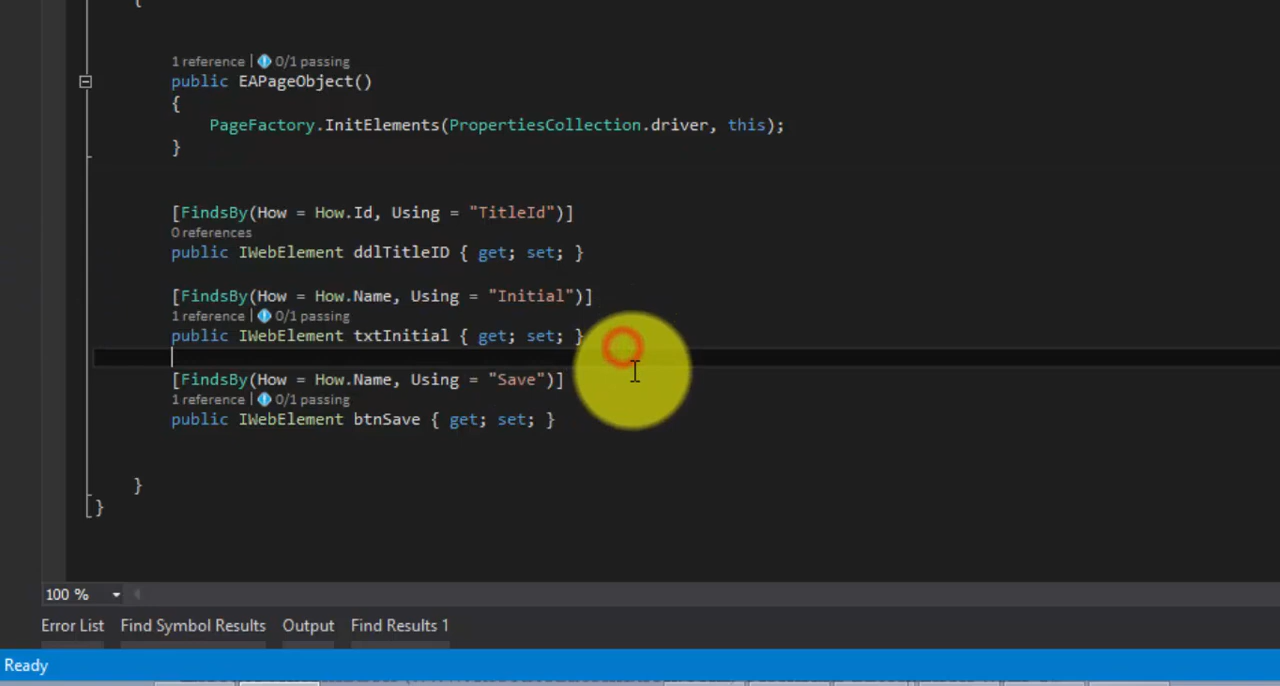 {
1 reference | 0/1 passing
public EAPageObject()
{
PageFactory.InitElements(PropertiesCollection.driver, this);
}
[FindsBy(How = How.Id, Using = "TitleId")]
0 references
public IWebElement ddlTitleID { get; set; }
[FindsBy(How = How.Name, Using = "Initial")]
1 reference | 0/1 passing
public IWebElement txtInitial { get; set; }
[FindsBy(How = How.Name, Using = "Save")]
1 reference | 0/1 passing
public IWebElement btnSave { get; set; }
}
}
100 %
Error List Find Symbol Results Output Find Results 1
Ready